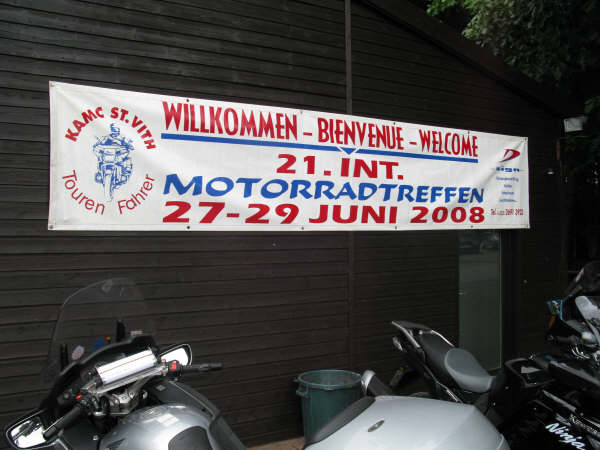 KAMC ST. VITH
Touren Fahrer
WILLKOMMEN – BIENVENUE – WELCOME
21. INT.
MOTORRADTREFFEN
27-29 JUNI 2008
Ninja